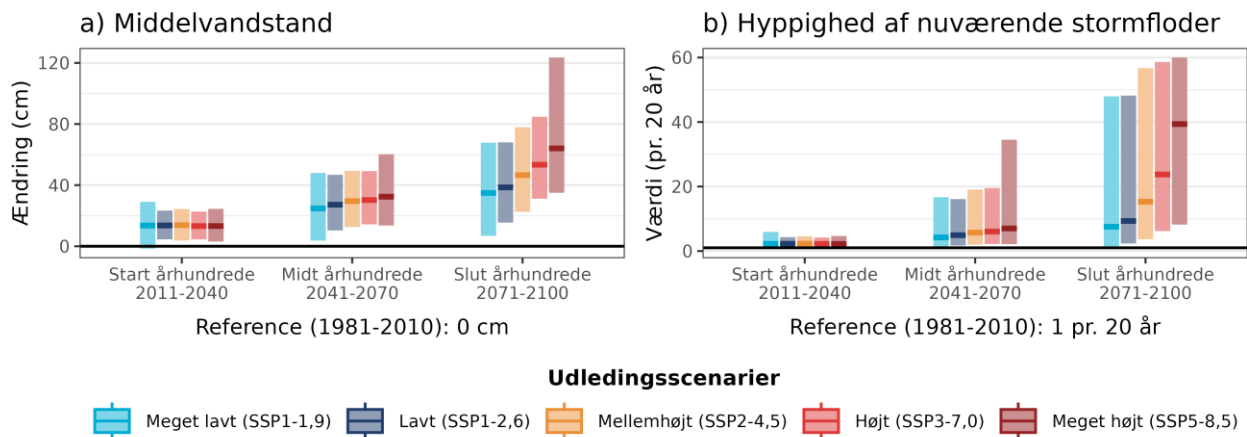 a) Middelvandstand
Ændring (cm)
120
80
40
0
Start århundrede
2011-2040
Midt århundrede
2041-2070
Slut århundrede
2071-2100
Reference (1981-2010): 0 cm
b) Hyppighed af nuværende stormfloder
Værdi (pr. 20 år)
60
40
20
0
Start århundrede
2011-2040
Midt århundrede
2041-2070
Slut århundrede
2071-2100
Reference (1981-2010): 1 pr. 20 år
Udledingsscenarier
Meget lavt (SSP1-1,9)
Lavt (SSP1-2,6)
Mellemhøjt (SSP2-4,5)
Højt (SSP3-7,0)
Meget højt (SSP5-8,5)